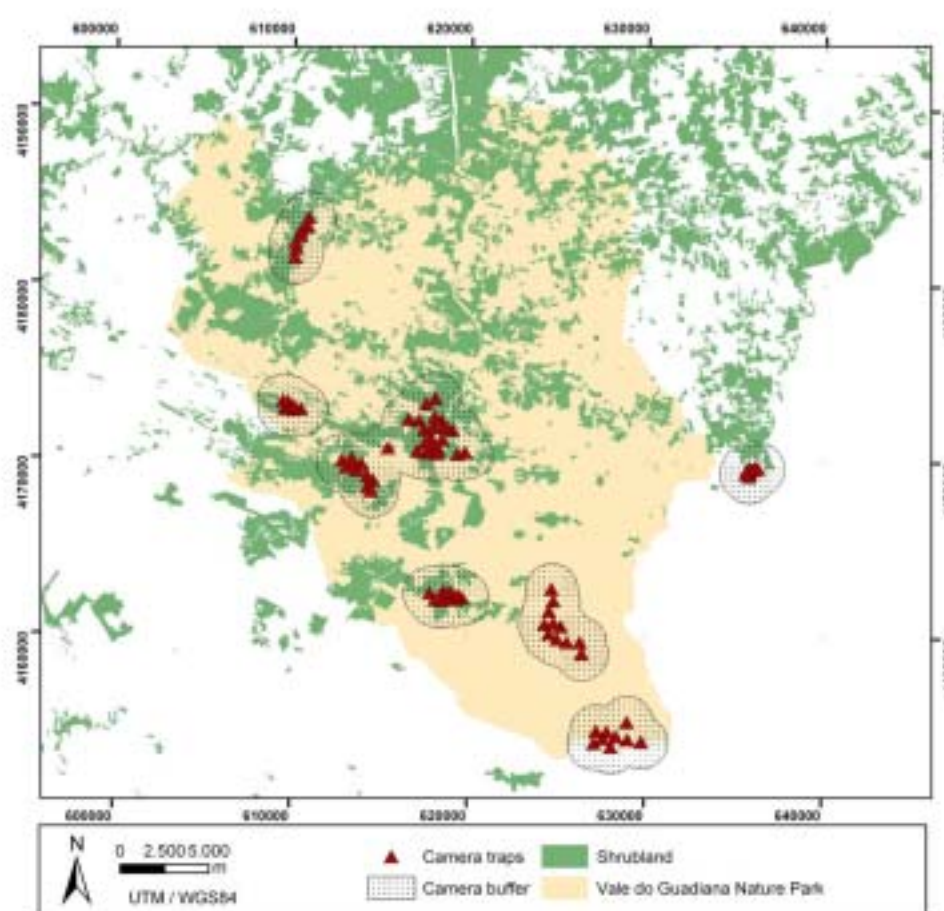 600000 610000 620000 630000 640000
4180000
4170000
4160000
600000 610000 620000 630000 640000
N
0 2.500 5.000
m
UTM / WGS84
Camera traps
Camera buffer
Shrubland
Vale do Guadiana Nature Park